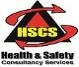 HSCS
Health & Safety
Consultancy Services